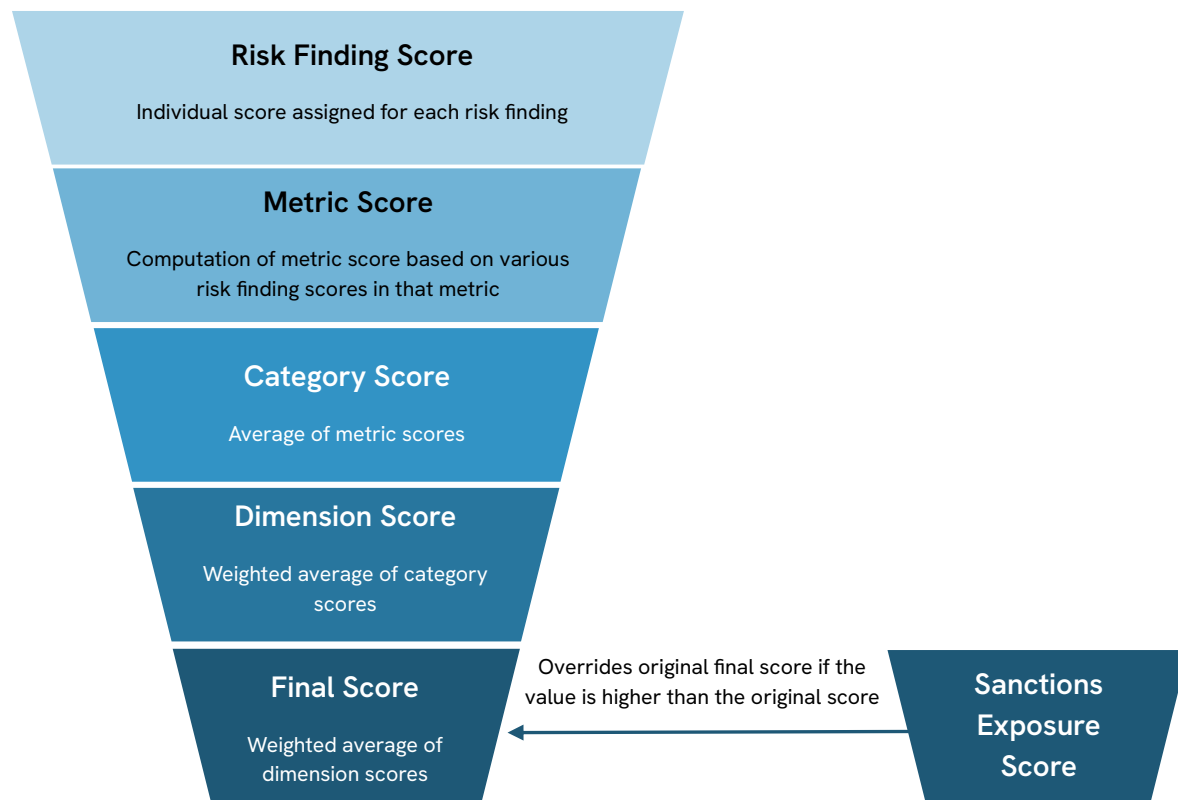 Risk Finding Score
Individual score assigned for each risk finding
Metric Score
Computation of metric score based on various
risk finding scores in that metric
Category Score
Average of metric scores
Dimension Score
Weighted average of category
scores
Final Score
Weighted average of
dimension scores
Overrides original final score if the
value is higher than the original score
Sanctions
Exposure
Score